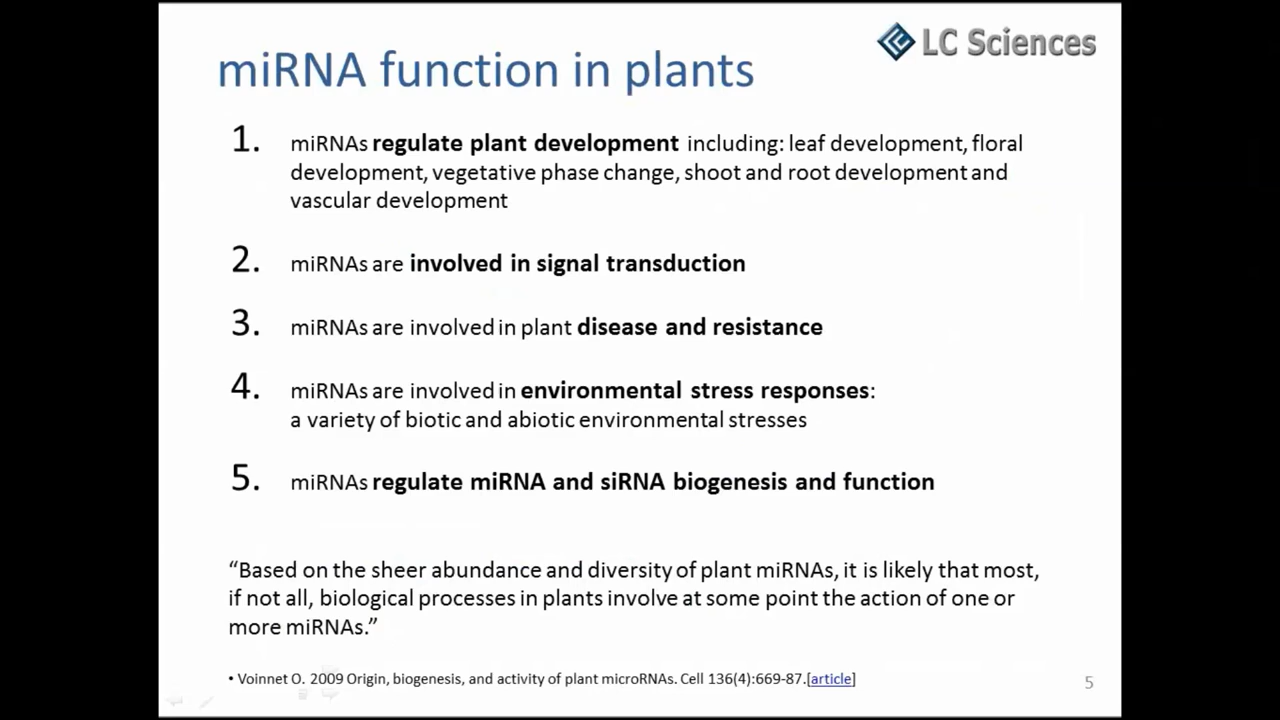 LC Sciences
miRNA function in plants
1. miRNAs regulate plant development including: leaf development, floral
development, vegetative phase change, shoot and root development and
vascular development
2. miRNAs are involved in signal transduction
3. miRNAs are involved in plant disease and resistance
4. miRNAs are involved in environmental stress responses:
a variety of biotic and abiotic environmental stresses
5. miRNAs regulate miRNA and siRNA biogenesis and function
“Based on the sheer abundance and diversity of plant miRNAs, it is likely that most,
if not all, biological processes in plants involve at some point the action of one or
more miRNAs.”
• Voinnet O. 2009 Origin, biogenesis, and activity of plant microRNAs. Cell 136(4):669-87.[article]
5